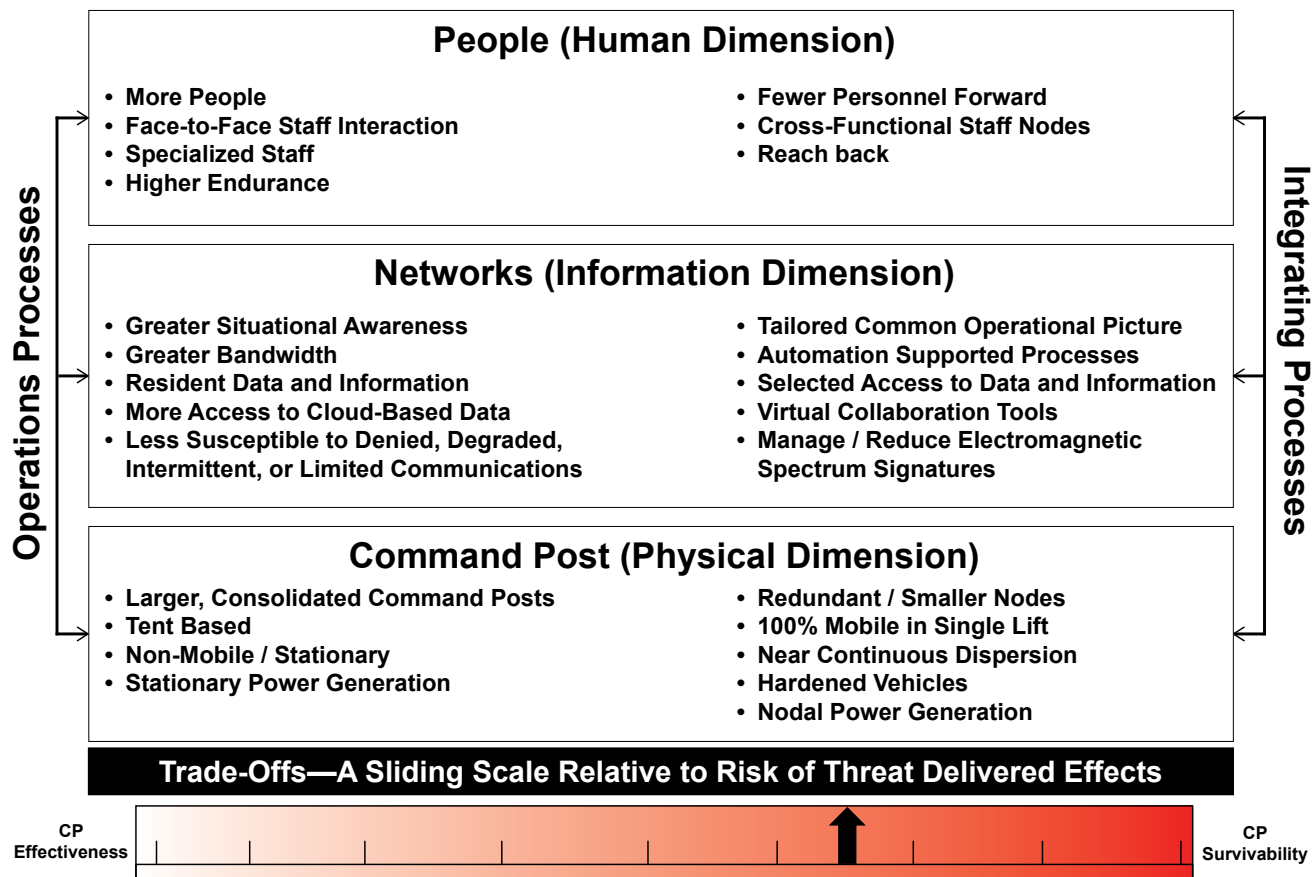 People (Human Dimension)
• More People
• Face-to-Face Staff Interaction
• Specialized Staff
• Higher Endurance
• Fewer Personnel Forward
• Cross-Functional Staff Nodes
• Reach back
Operations Processes
Integrating Processes
Networks (Information Dimension)
• Greater Situational Awareness
• Greater Bandwidth
• Resident Data and Information
• More Access to Cloud-Based Data
• Less Susceptible to Denied, Degraded,
Intermittent, or Limited Communications
• Tailored Common Operational Picture
• Automation Supported Processes
• Selected Access to Data and Information
• Virtual Collaboration Tools
• Manage / Reduce Electromagnetic
Spectrum Signatures
Command Post (Physical Dimension)
• Larger, Consolidated Command Posts
• Tent Based
• Non-Mobile / Stationary
• Stationary Power Generation
• Redundant / Smaller Nodes
• 100% Mobile in Single Lift
• Near Continuous Dispersion
• Hardened Vehicles
• Nodal Power Generation
Trade-Offs—A Sliding Scale Relative to Risk of Threat Delivered Effects
CP
Effectiveness
CP
Survivability